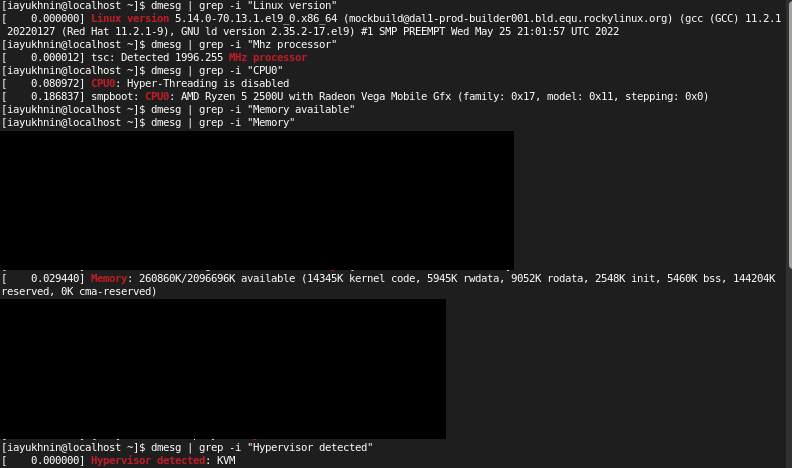 [iayukhnin@localhost ~]$ dmesg | grep -i "Linux version"
[    0.000000] Linux version 5.14.0-70.13.1.el9_0.x86_64 (mockbuild@dal1-prod-builder001.bld.equ.rockylinux.org) (gcc (GCC) 11.2.1
 20220127 (Red Hat 11.2.1-9), GNU ld version 2.35.2-17.el9) #1 SMP PREEMPT Wed May 25 21:01:57 UTC 2022
[iayukhnin@localhost ~]$ dmesg | grep -i "Mhz processor"
[    0.000012] tsc: Detected 1996.255 MHz processor
[iayukhnin@localhost ~]$ dmesg | grep -i "CPU0"
[    0.080972] CPU0: Hyper-Threading is disabled
[    0.186837] smpboot: CPU0: AMD Ryzen 5 2500U with Radeon Vega Mobile Gfx (family: 0x17, model: 0x11, stepping: 0x0)
[iayukhnin@localhost ~]$ dmesg | grep -i "Memory available"
[iayukhnin@localhost ~]$ dmesg | grep -i "Memory"
[    0.029440] Memory: 260860K/2096696K available (14345K kernel code, 5945K rwdata, 9052K rodata, 2548K init, 5460K bss, 144204K
reserved, 0K cma-reserved)
[iayukhnin@localhost ~]$ dmesg | grep -i "Hypervisor detected"
[    0.000000] Hypervisor detected: KVM